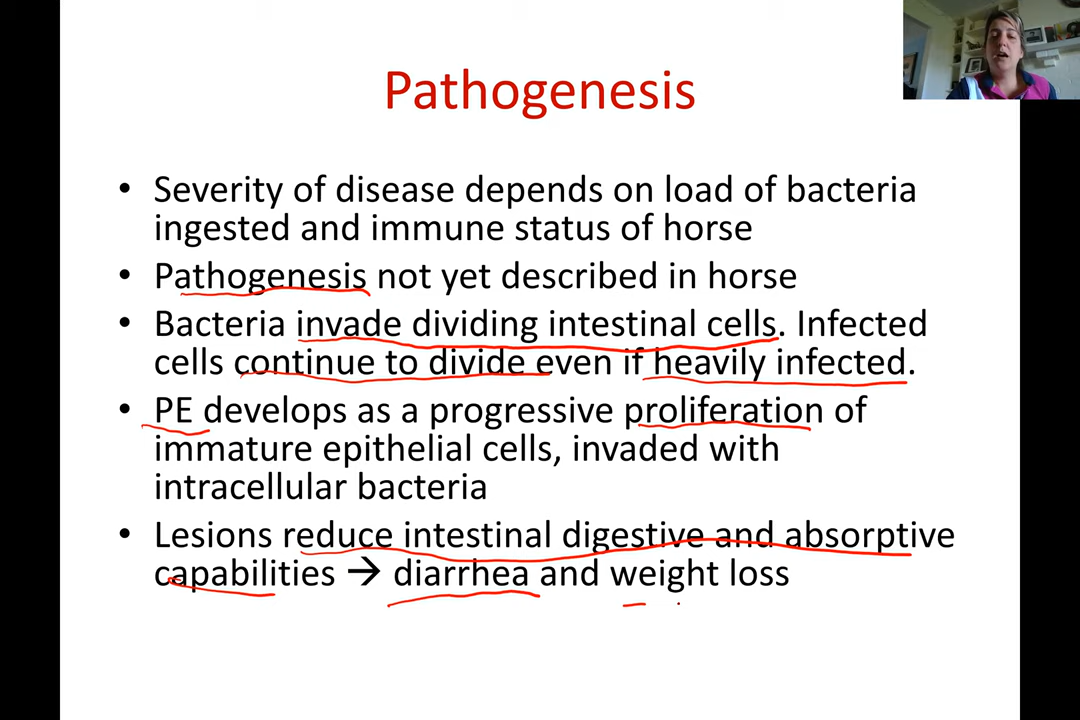 Pathogenesis
• Severity of disease depends on load of bacteria
ingested and immune status of horse
• Pathogenesis not yet described in horse
• Bacteria invade dividing intestinal cells. Infected
cells continue to divide even if heavily infected.
• PE develops as a progressive proliferation of
immature epithelial cells, invaded with
intracellular bacteria
• Lesions reduce intestinal digestive and absorptive
capabilities → diarrhea and weight loss